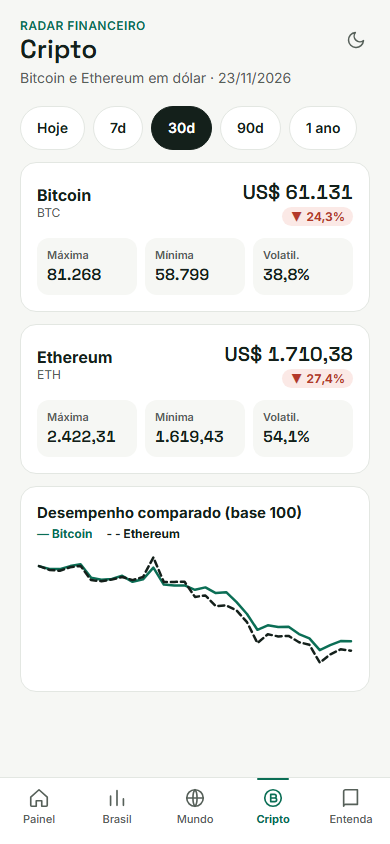 RADAR FINANCEIRO
Cripto
Bitcoin e Ethereum em dólar · 23/11/2026
Hoje 7d 30d 90d 1 ano
Bitcoin US$ 61.131
BTC ▼ 24,3%
Máxima Mínima Volatil.
81.268 58.799 38,8%
Ethereum US$ 1.710,38
ETH ▼ 27,4%
Máxima Mínima Volatil.
2.422,31 1.619,43 54,1%
Desempenho comparado (base 100)
— Bitcoin - - Ethereum
Painel Brasil Mundo Cripto Entenda